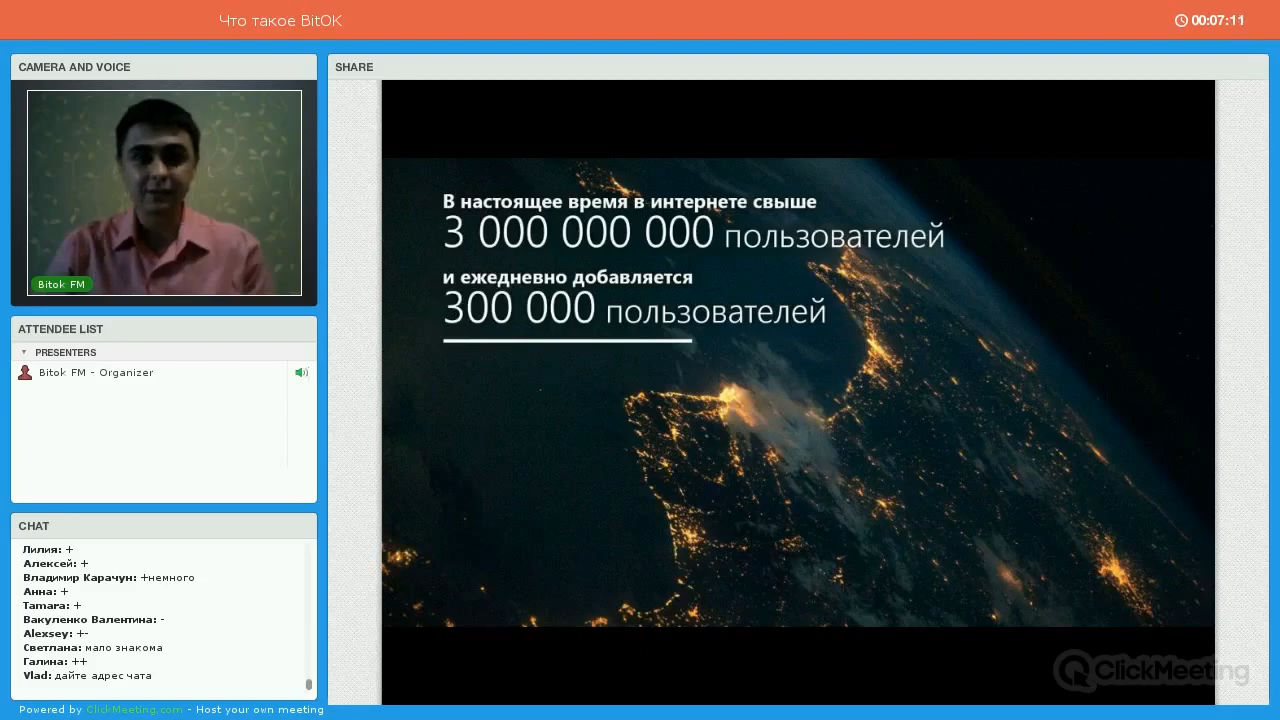 Что такое BitOK
00:07:11
CAMERA AND VOICE
Bitok FM
ATTENDEE LIST
PRESENTERS
Bitok FM - Organizer
CHAT
Лилия: +
Алексей: +
Владимир Карачун: +немного
Анна: +
Tamara: +
Вакуленко Валентина: -
Alexsey: +-
Светлана: мало знакома
Галина: ++
Vlad: дайте адрес чата
Powered by ClickMeeting.com - Host your own meeting
SHARE
В настоящее время в интернете свыше
3 000 000 000 пользователей
и ежедневно добавляется
300 000 пользователей
ClickMeeting